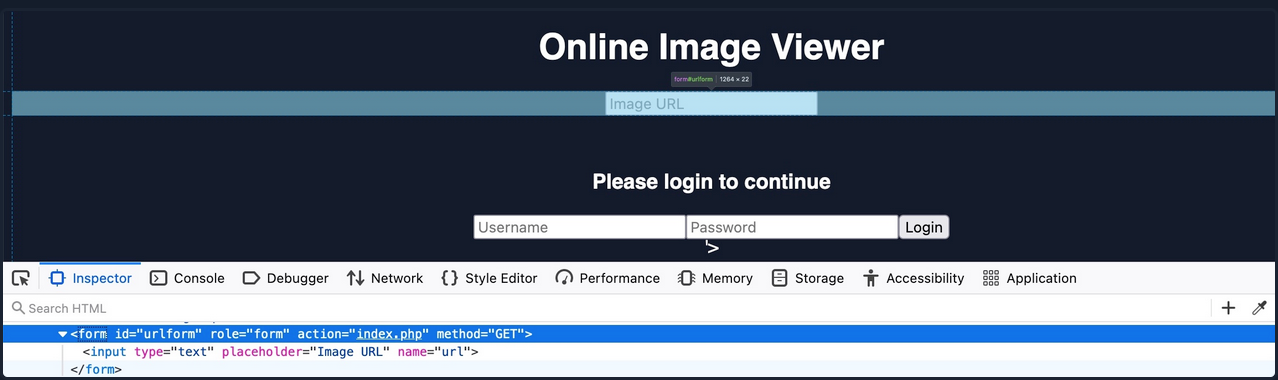 Online Image Viewer
form#urlform | 1264 × 22
Image URL
Please login to continue
Username Password Login
'>
Inspector Console Debugger Network {} Style Editor Performance Memory Storage Accessibility Application
Search HTML
<form id="urlform" role="form" action="index.php" method="GET">
<input type="text" placeholder="Image URL" name="url">
</form>